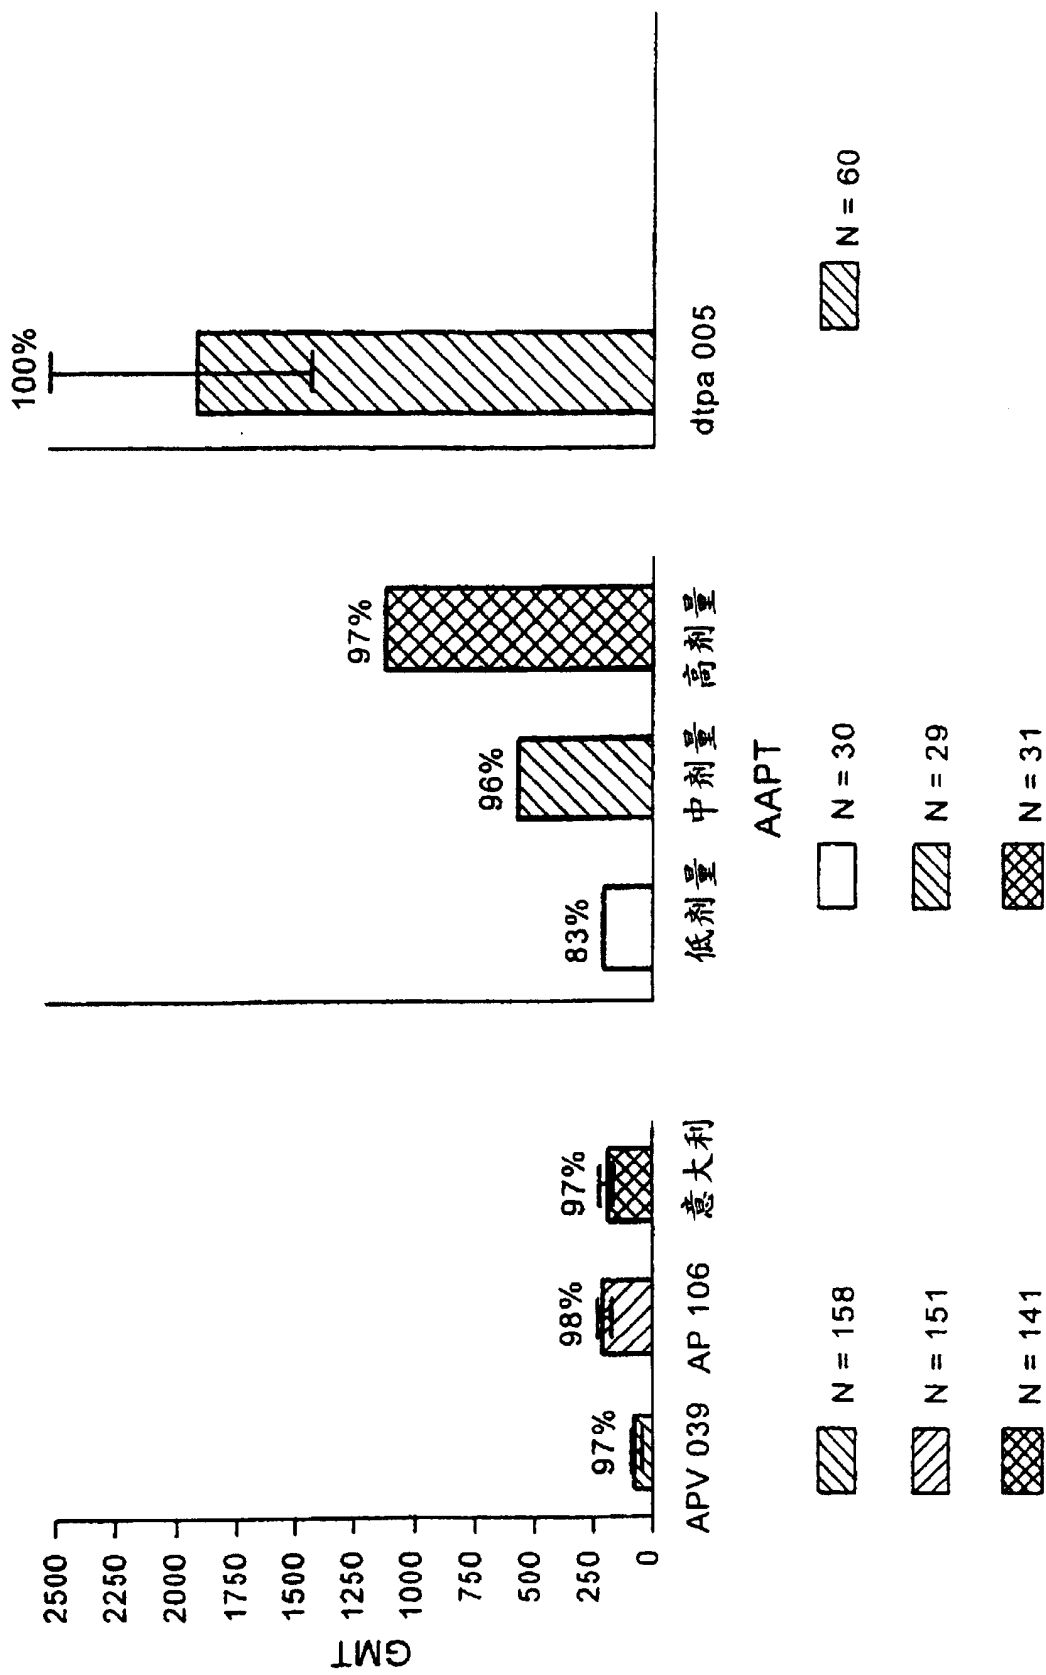 GMT
2500
2250
2000
1750
1500
1250
1000
750
500
250
0
97%
98%
97%
83%
96%
97%
100%
APV 039 AP 106 意大利
低剂量 中剂量 高剂量
dtpa 005
AAPT
N = 158
N = 151
N = 141
N = 30
N = 29
N = 31
N = 60